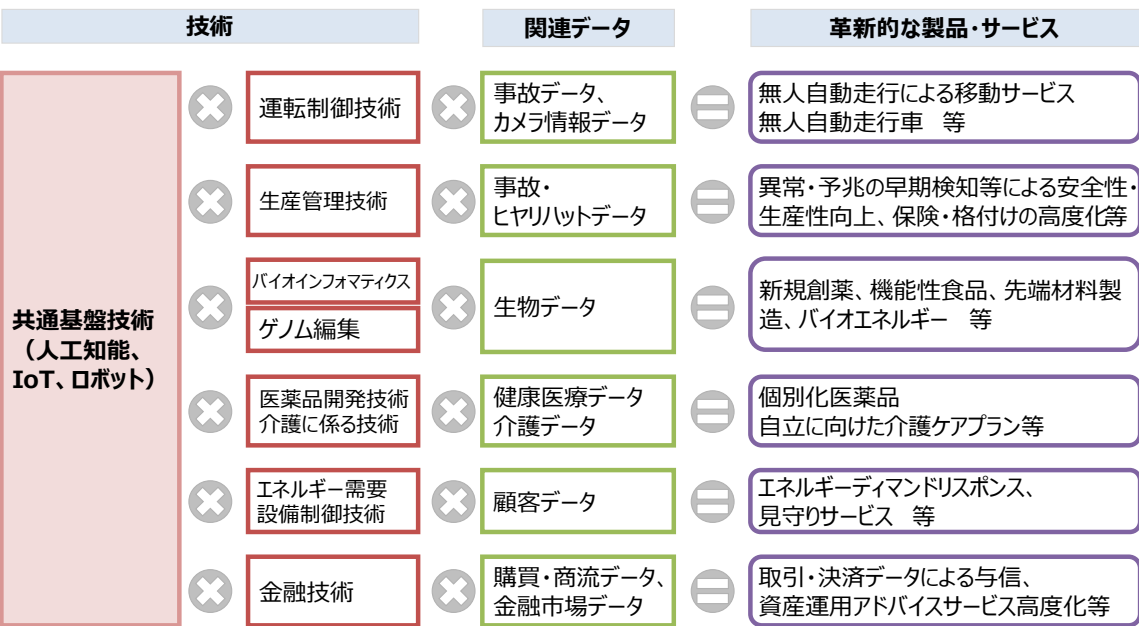 技術
関連データ
革新的な製品・サービス
共通基盤技術
（人工知能、
IoT、ロボット）
運転制御技術
事故データ、
カメラ情報データ
無人自動走行による移動サービス
無人自動走行車　等
生産管理技術
事故・
ヒヤリハットデータ
異常・予兆の早期検知等による安全性・
生産性向上、保険・格付けの高度化等
バイオインフォマティクス
ゲノム編集
生物データ
新規創薬、機能性食品、先端材料製
造、バイオエネルギー　等
医薬品開発技術
介護に係る技術
健康医療データ
介護データ
個別化医薬品
自立に向けた介護ケアプラン等
エネルギー需要
設備制御技術
顧客データ
エネルギーディマンドリスポンス、
見守りサービス　等
金融技術
購買・商流データ、
金融市場データ
取引・決済データによる与信、
資産運用アドバイスサービス高度化等